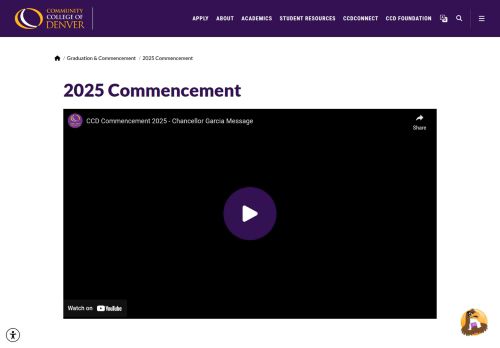 COMMUNITY
COLLEGE OF
DENVER
APPLY ABOUT ACADEMICS STUDENT RESOURCES CCDCONNECT CCD FOUNDATION
/ Graduation & Commencement / 2025 Commencement
2025 Commencement
CCD Commencement 2025 - Chancellor Garcia Message
Share
Watch on YouTube